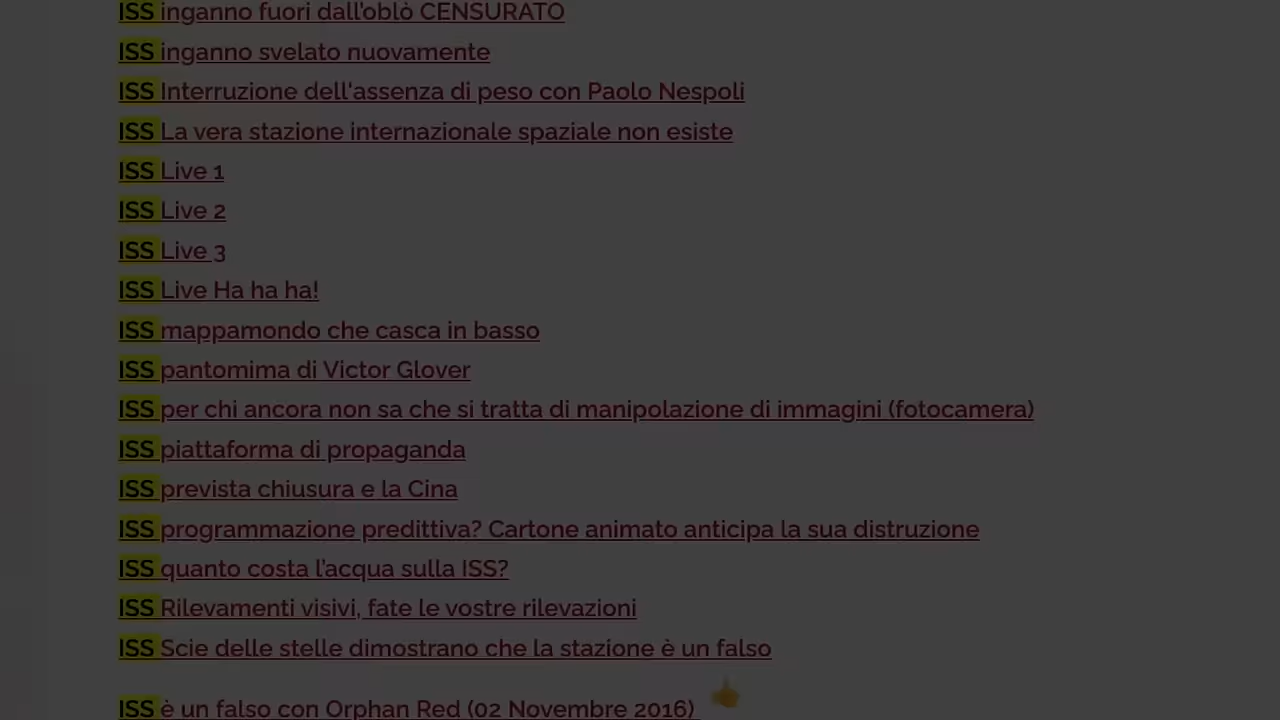 ISS inganno fuori dall'oblò CENSURATO
ISS inganno svelato nuovamente
ISS Interruzione dell'assenza di peso con Paolo Nespoli
ISS La vera stazione internazionale spaziale non esiste
ISS Live 1
ISS Live 2
ISS Live 3
ISS Live Ha ha ha!
ISS mappamondo che casca in basso
ISS pantomima di Victor Glover
ISS per chi ancora non sa che si tratta di manipolazione di immagini (fotocamera)
ISS piattaforma di propaganda
ISS prevista chiusura e la Cina
ISS programmazione predittiva? Cartone animato anticipa la sua distruzione
ISS quanto costa l'acqua sulla ISS?
ISS Rilevamenti visivi, fate le vostre rilevazioni
ISS Scie delle stelle dimostrano che la stazione è un falso
ISS è un falso con Orphan Red (02 Novembre 2016)